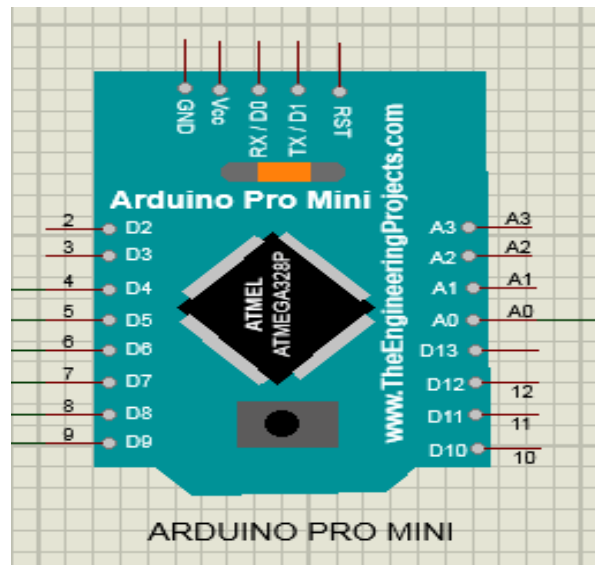 GND Vcc RX / D0 TX / D1 RST
Arduino Pro Mini
2 D2
3 D3
4 D4
5 D5
6 D6
7 D7
8 D8
9 D9
ATMEL
ATMEGA328P
www.TheEngineeringProjects.com
A3 A3
A2 A2
A1 A1
A0 A0
D13
D12 12
D11 11
D10 10
ARDUINO PRO MINI